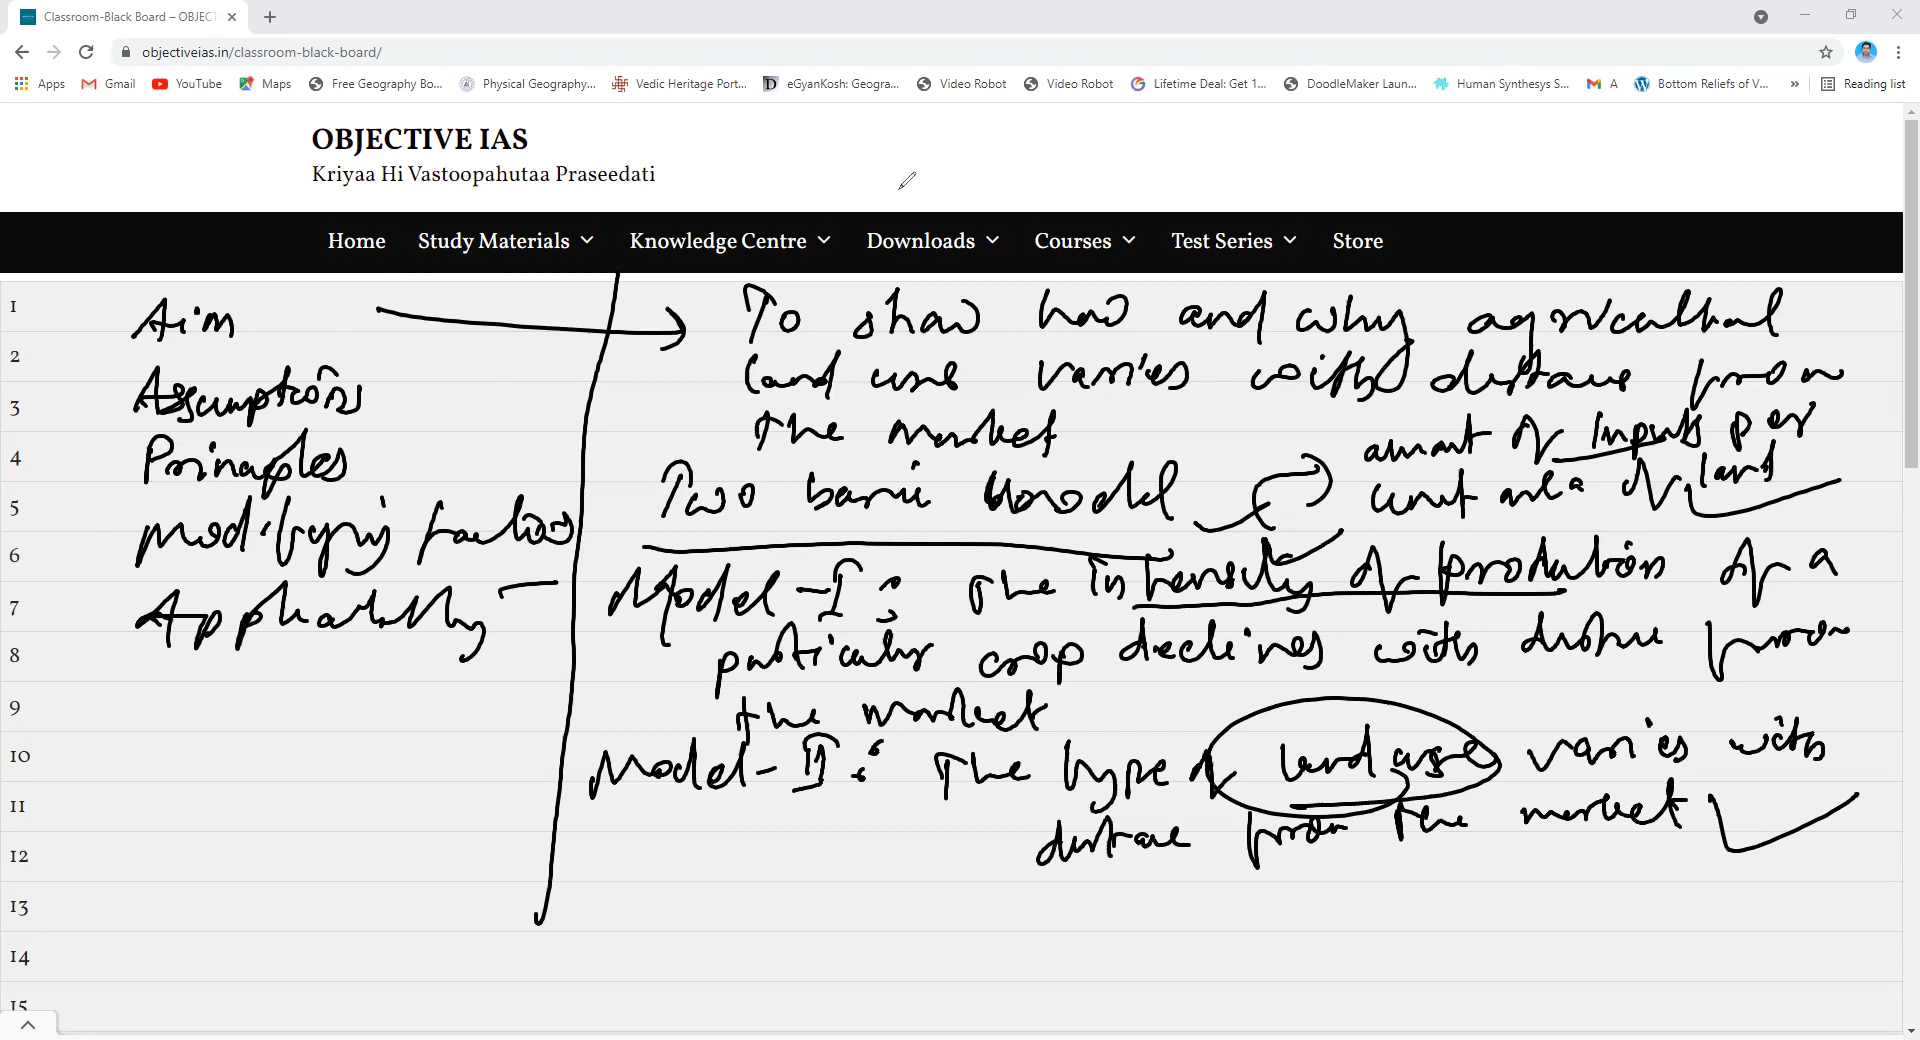 Classroom-Black Board – OBJECT
objectiveias.in/classroom-black-board/
Apps Gmail YouTube Maps Free Geography Bo... Physical Geography... Vedic Heritage Port... eGyanKosh: Geogra... Video Robot Video Robot Lifetime Deal: Get 1... DoodleMaker Laun... Human Synthesys S... A Bottom Reliefs of V... » Reading list
OBJECTIVE IAS
Kriyaa Hi Vastoopahutaa Praseedati
Home Study Materials Knowledge Centre Downloads Courses Test Series Store
1
2
3
4
5
6
7
8
9
10
11
12
13
14
15
Aim
Assumptions
Principles
Modifying factors
To show how and why agricultural
land use varies with distance from
the market
amount of inputs per
unit area of land
Two basic model
Model-I: The Intensity of production of a
particular crop declines with distance from
the market
Model-II: The type of land use varies with
distance from the market